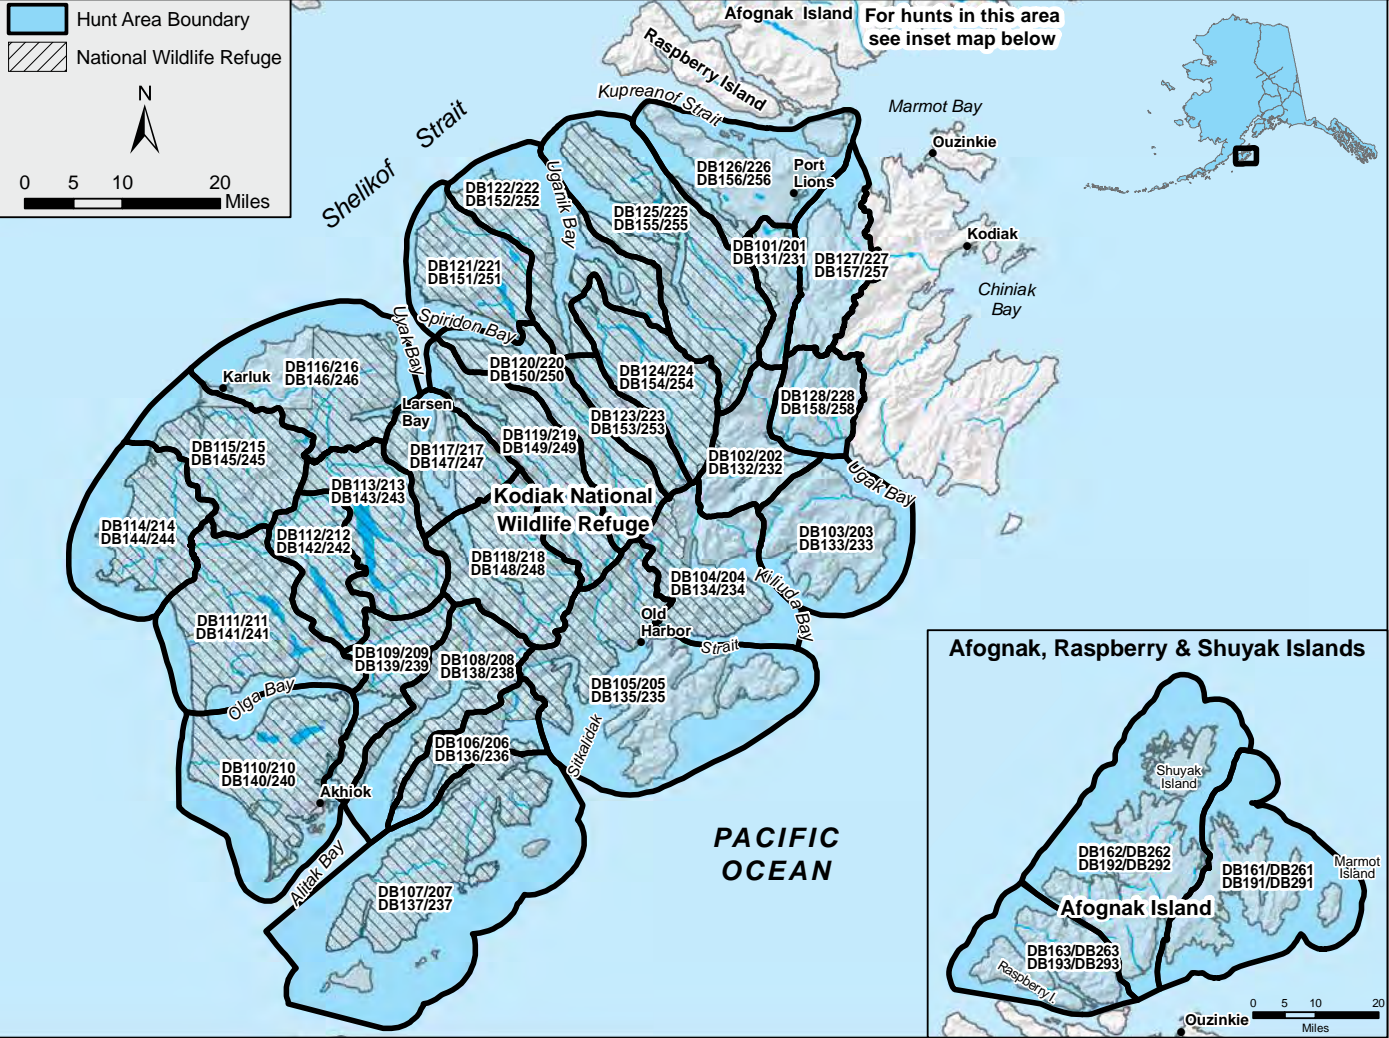 Hunt Area Boundary
National Wildlife Refuge
N
0 5 10 20
Miles
Afognak Island
For hunts in this area
see inset map below
Raspberry Island
Kupreanof Strait
Marmot Bay
Ouzinkie
Shelikof Strait
DB126/226
DB156/256
Port
Lions
DB122/222
DB152/252
Uganik Bay
DB125/225
DB155/255
Kodiak
DB101/201
DB131/231
DB127/227
DB157/257
DB121/221
DB151/251
Chiniak
Bay
Uyak Bay
Spiridon Bay
DB116/216
DB146/246
Karluk
DB120/220
DB150/250
DB124/224
DB154/254
Larsen
Bay
DB128/228
DB158/258
DB123/223
DB153/253
DB119/219
DB149/249
DB115/215
DB145/245
DB117/217
DB147/247
DB102/202
DB132/232
Ugak Bay
DB113/213
DB143/243
Kodiak National
Wildlife Refuge
DB114/214
DB144/244
DB112/212
DB142/242
DB103/203
DB133/233
DB118/218
DB148/248
DB104/204
DB134/234
Kiliuda Bay
DB111/211
DB141/241
Old
Harbor
Strait
DB109/209
DB139/239
DB108/208
DB138/238
Olga Bay
DB105/205
DB135/235
Sitkalidak
DB106/206
DB136/236
DB110/210
DB140/240
Akhiok
Alitak Bay
DB107/207
DB137/237
PACIFIC
OCEAN
Afognak, Raspberry & Shuyak Islands
Shuyak
Island
DB162/DB262
DB192/DB292
DB161/DB261
DB191/DB291
Marmot
Island
Afognak Island
DB163/DB263
DB193/DB293
Raspberry I.
0 5 10 20
Miles
Ouzinkie